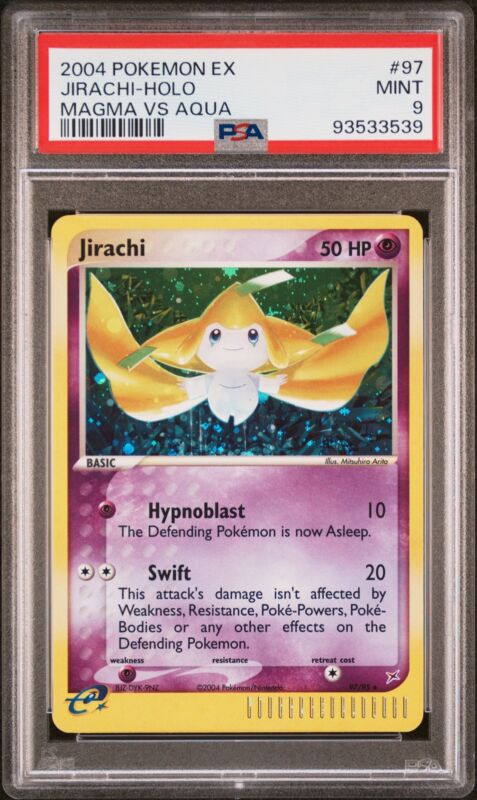 2004 POKEMON EX #97
JIRACHI-HOLO MINT
MAGMA VS AQUA 9
PSA 93533539
Jirachi 50 HP
BASIC Illus. Mitsuhiro Arita
Hypnoblast 10
The Defending Pokémon is now Asleep.
Swift 20
This attack's damage isn't affected by
Weakness, Resistance, Poké-Powers, Poké-
Bodies or any other effects on the
Defending Pokemon.
weakness resistance retreat cost
©2004 Pokémon/Nintendo. 97/95
e
PSA